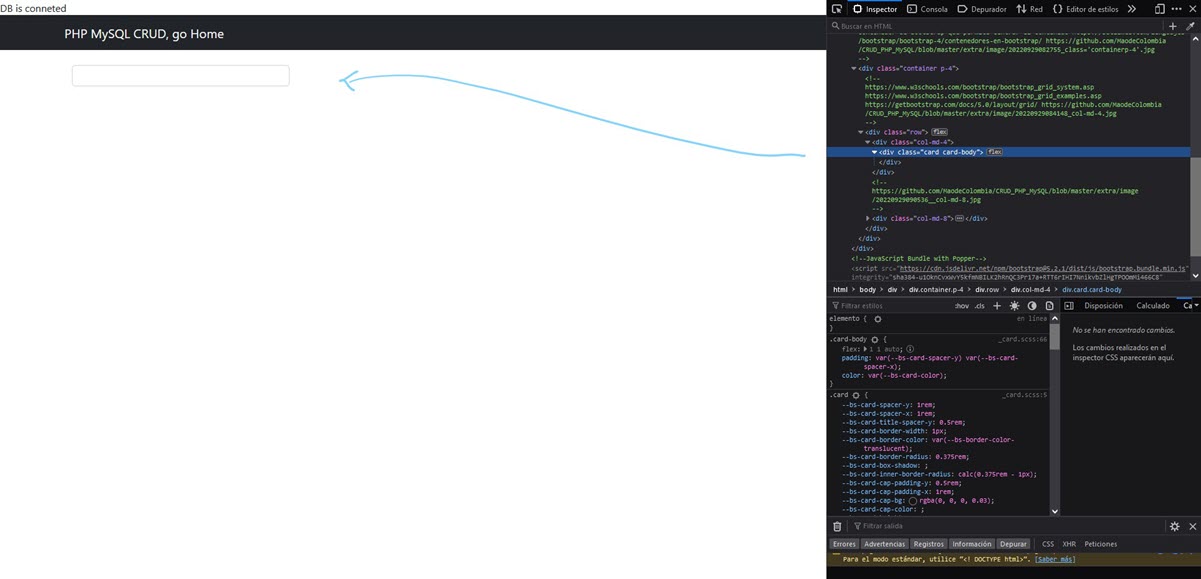 DB is conneted
PHP MySQL CRUD, go Home
Inspector Consola Depurador Red Editor de estilos
Buscar en HTML
/bootstrap/bootstrap-4/contenedores-en-bootstrap/ https://github.com/MaodeColombia
/CRUD_PHP_MySQL/blob/master/extra/image/20220929082755_class='containerp-4'.jpg
-->
<div class="container p-4">
<!--
https://www.w3schools.com/bootstrap/bootstrap_grid_system.asp
https://www.w3schools.com/bootstrap/bootstrap_grid_examples.asp
https://getbootstrap.com/docs/5.0/layout/grid/ https://github.com/MaodeColombia
/CRUD_PHP_MySQL/blob/master/extra/image/20220929084148_col-md-4.jpg
-->
<div class="row"> flex
<div class="col-md-4">
<div class="card card-body"> flex
</div>
</div>
<!--
https://github.com/MaodeColombia/CRUD_PHP_MySQL/blob/master/extra/image
/20220929090536__col-md-8.jpg
-->
<div class="col-md-8"> </div>
</div>
</div>
</div>
<!--JavaScript Bundle with Popper-->
<script src="https://cdn.jsdelivr.net/npm/bootstrap@5.2.1/dist/js/bootstrap.bundle.min.js"
html > body > div > div.container.p-4 > div.row > div.col-md-4 > div.card.card-body
Filtrar estilos :hov .cls + Disposición Calculado Ca
elemento { en línea
}
.card-body { _card.scss:66
flex: 1 1 auto;
padding: var(--bs-card-spacer-y) var(--bs-card-
spacer-x);
color: var(--bs-card-color);
}
.card { _card.scss:5
--bs-card-spacer-y: 1rem;
--bs-card-spacer-x: 1rem;
--bs-card-title-spacer-y: 0.5rem;
--bs-card-border-width: 1px;
--bs-card-border-color: var(--bs-border-color-
translucent);
--bs-card-border-radius: 0.375rem;
--bs-card-box-shadow: ;
--bs-card-inner-border-radius: calc(0.375rem - 1px);
--bs-card-cap-padding-y: 0.5rem;
--bs-card-cap-padding-x: 1rem;
--bs-card-cap-bg: rgba(0, 0, 0, 0.03);
--bs-card-cap-color: ;
No se han encontrado cambios.
Los cambios realizados en el
inspector CSS aparecerán aquí.
Filtrar salida
Errores Advertencias Registros Información Depurar CSS XHR Peticiones
Para el modo estándar, utilice "<! DOCTYPE html>". [Saber más]